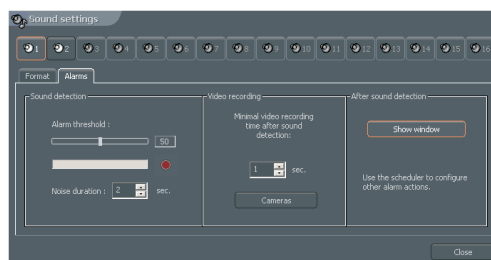 Sound settings
1 2 3 4 5 6 7 8 9 10 11 12 13 14 15 16
Format Alarms
Sound detection
Alarm threshold :
50
Noise duration : 2 sec.
Video recording
Minimal video recording
time after sound
detection:
1 sec.
Cameras
After sound detection
Show window
Use the scheduler to configure
other alarm actions.
Close